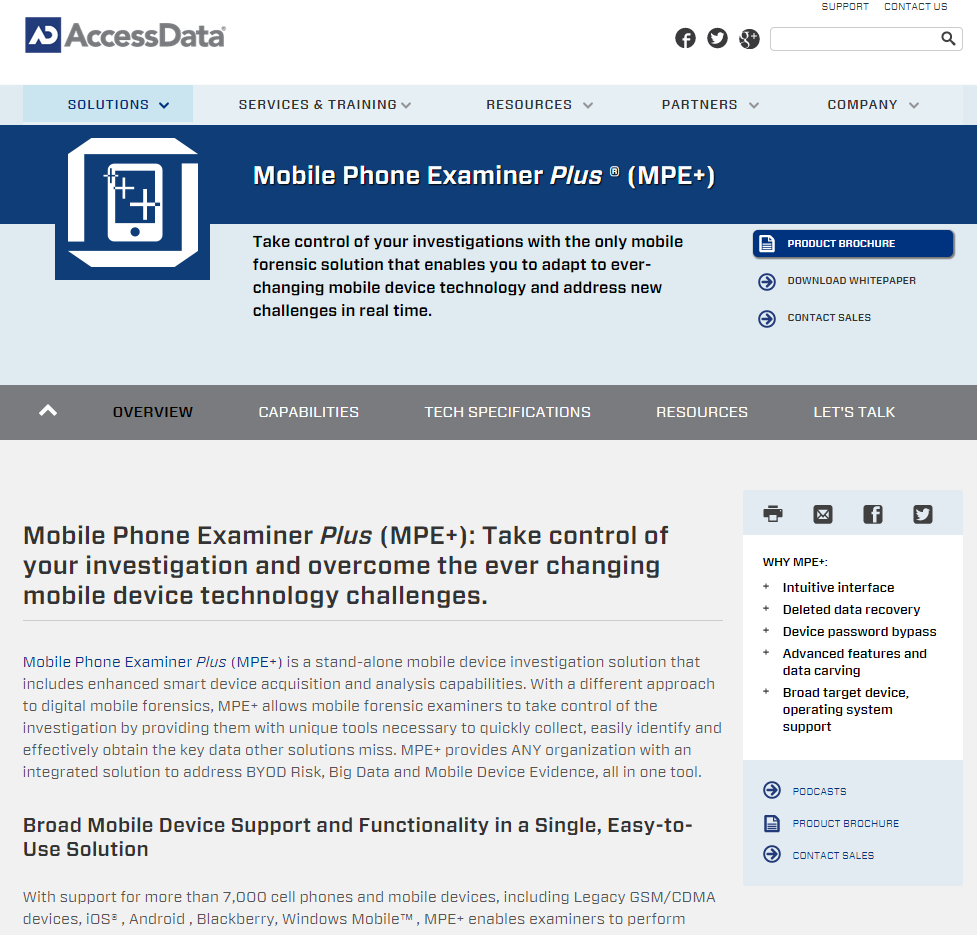 SUPPORT CONTACT US
AD AccessData
SOLUTIONS SERVICES & TRAINING RESOURCES PARTNERS COMPANY
Mobile Phone Examiner Plus ® (MPE+)
Take control of your investigations with the only mobile
forensic solution that enables you to adapt to ever-
changing mobile device technology and address new
challenges in real time.
PRODUCT BROCHURE
DOWNLOAD WHITEPAPER
CONTACT SALES
OVERVIEW CAPABILITIES TECH SPECIFICATIONS RESOURCES LET'S TALK
Mobile Phone Examiner Plus (MPE+): Take control of
your investigation and overcome the ever changing
mobile device technology challenges.
Mobile Phone Examiner Plus (MPE+) is a stand-alone mobile device investigation solution that
includes enhanced smart device acquisition and analysis capabilities. With a different approach
to digital mobile forensics, MPE+ allows mobile forensic examiners to take control of the
investigation by providing them with unique tools necessary to quickly collect, easily identify and
effectively obtain the key data other solutions miss. MPE+ provides ANY organization with an
integrated solution to address BYOD Risk, Big Data and Mobile Device Evidence, all in one tool.
Broad Mobile Device Support and Functionality in a Single, Easy-to-
Use Solution
With support for more than 7,000 cell phones and mobile devices, including Legacy GSM/CDMA
devices, iOS® , Android , Blackberry, Windows Mobile™ , MPE+ enables examiners to perform
WHY MPE+:
+ Intuitive interface
+ Deleted data recovery
+ Device password bypass
+ Advanced features and
data carving
+ Broad target device,
operating system
support
PODCASTS
PRODUCT BROCHURE
CONTACT SALES